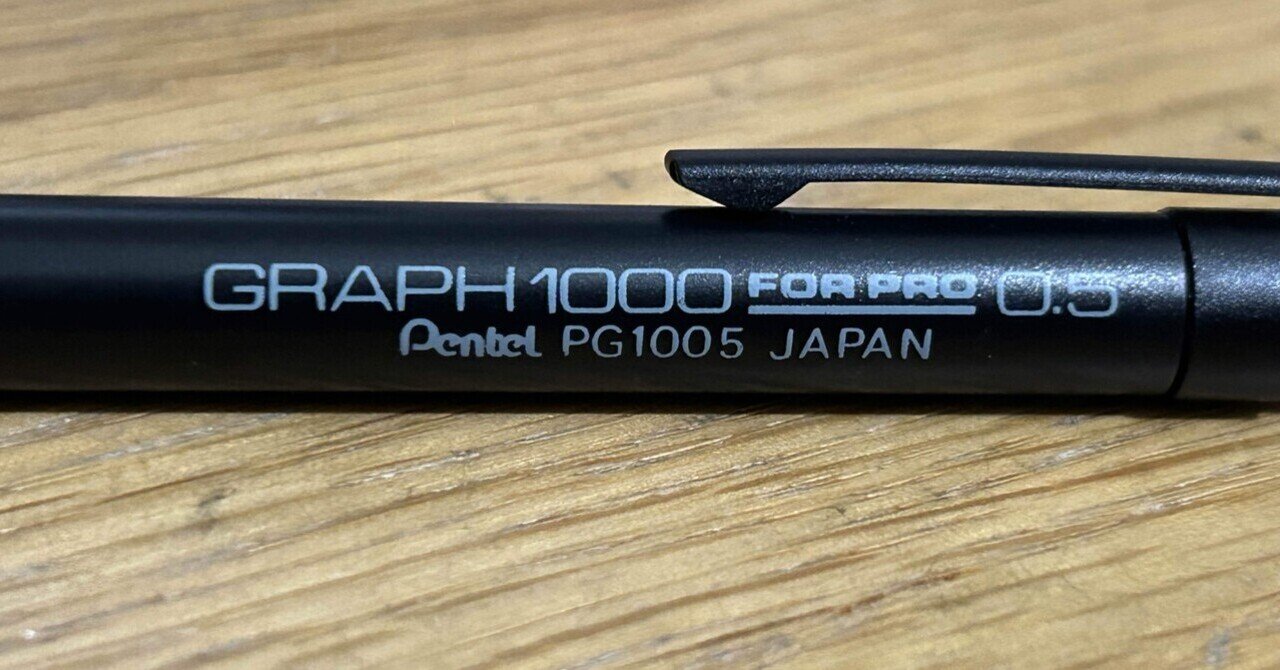 GRAPH 1000 FOR PRO 0.5
Pentel PG1005 JAPAN